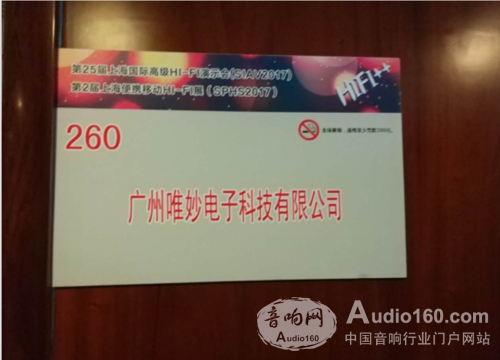 第25届上海国际高级HI-FI演示会(SIAV2017)
第2届上海便携移动HI-FI展（SPHS2017)
HIFI++
260
广州唯妙电子科技有限公司
音响网
Audio160
Audio160.com
中国音响行业门户网站